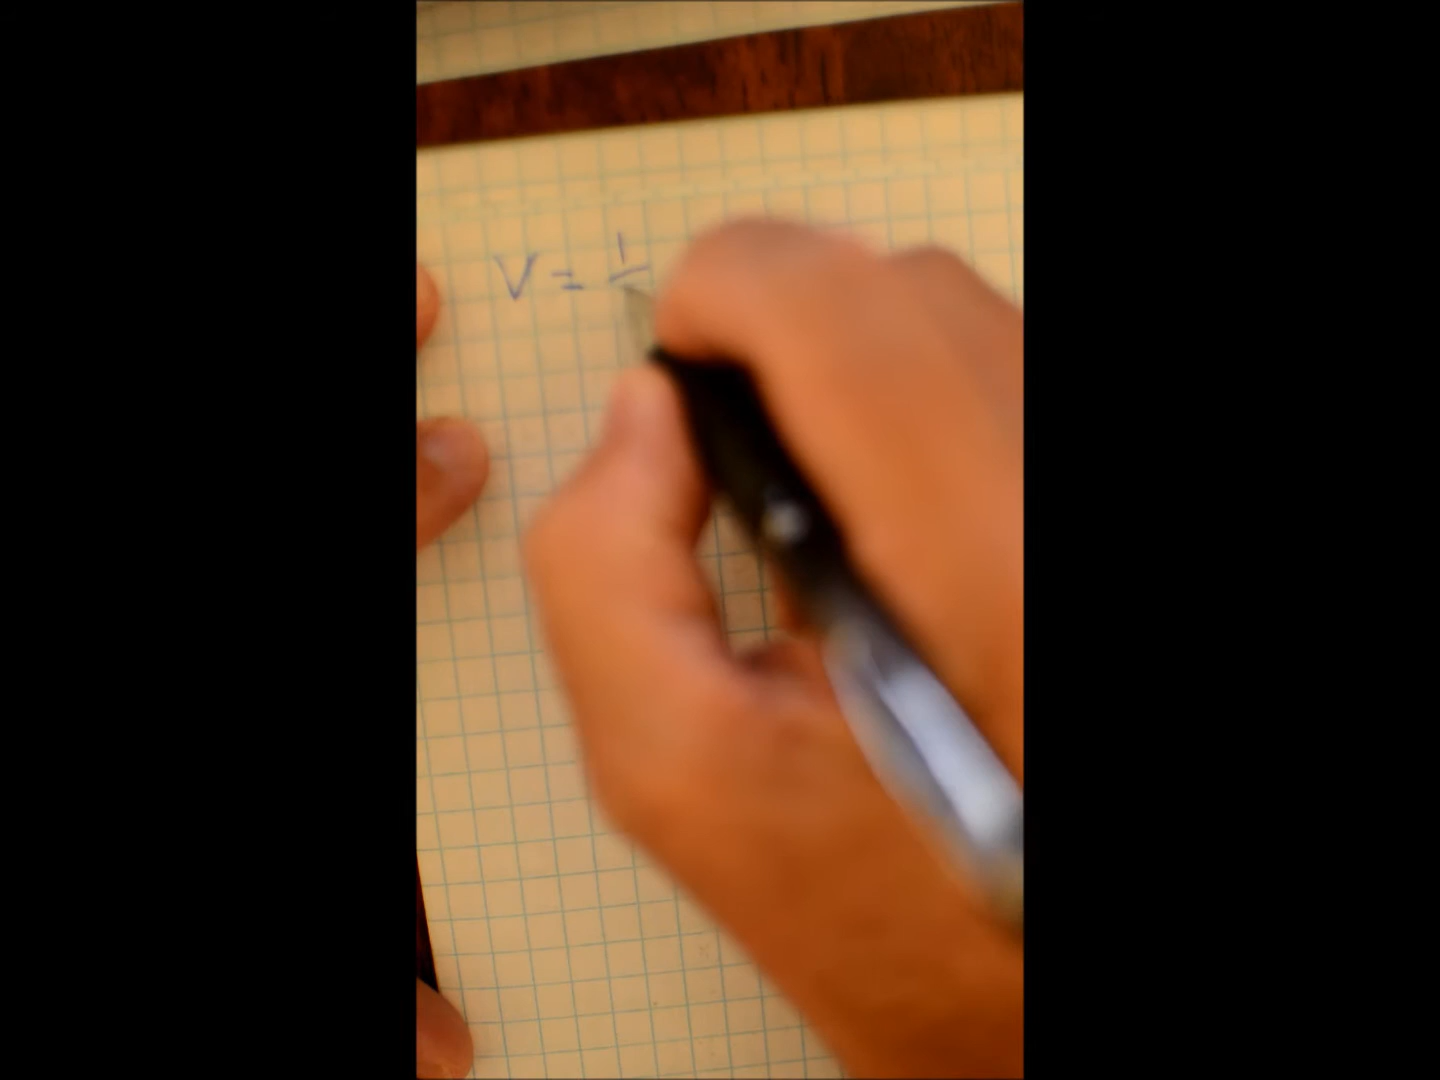 V = 1/